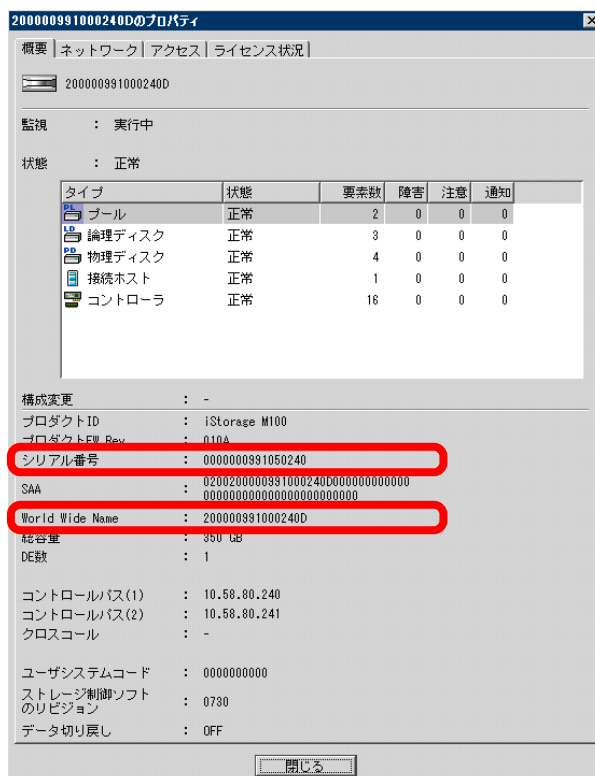 200000991000240Dのプロパティ
概要 ネットワーク アクセス ライセンス状況
200000991000240D
監視 : 実行中
状態 : 正常
タイプ 状態 要素数 障害 注意 通知
PL プール 正常 2 0 0 0
LD 論理ディスク 正常 3 0 0 0
PD 物理ディスク 正常 4 0 0 0
接続ホスト 正常 1 0 0 0
コントローラ 正常 16 0 0 0
構成変更 : -
プロダクトID : iStorage M100
プロダクトFW Rev. : 010A
シリアル番号 : 0000000991050240
SAA : 0200200000991000240D000000000000
000000000000000000000000
World Wide Name : 200000991000240D
総容量 : 350 GB
DE数 : 1
コントロールパス(1) : 10.58.80.240
コントロールパス(2) : 10.58.80.241
クロスコール : -
ユーザシステムコード : 0000000000
ストレージ制御ソフト
のリビジョン : 0730
データ切り戻し : OFF
閉じる